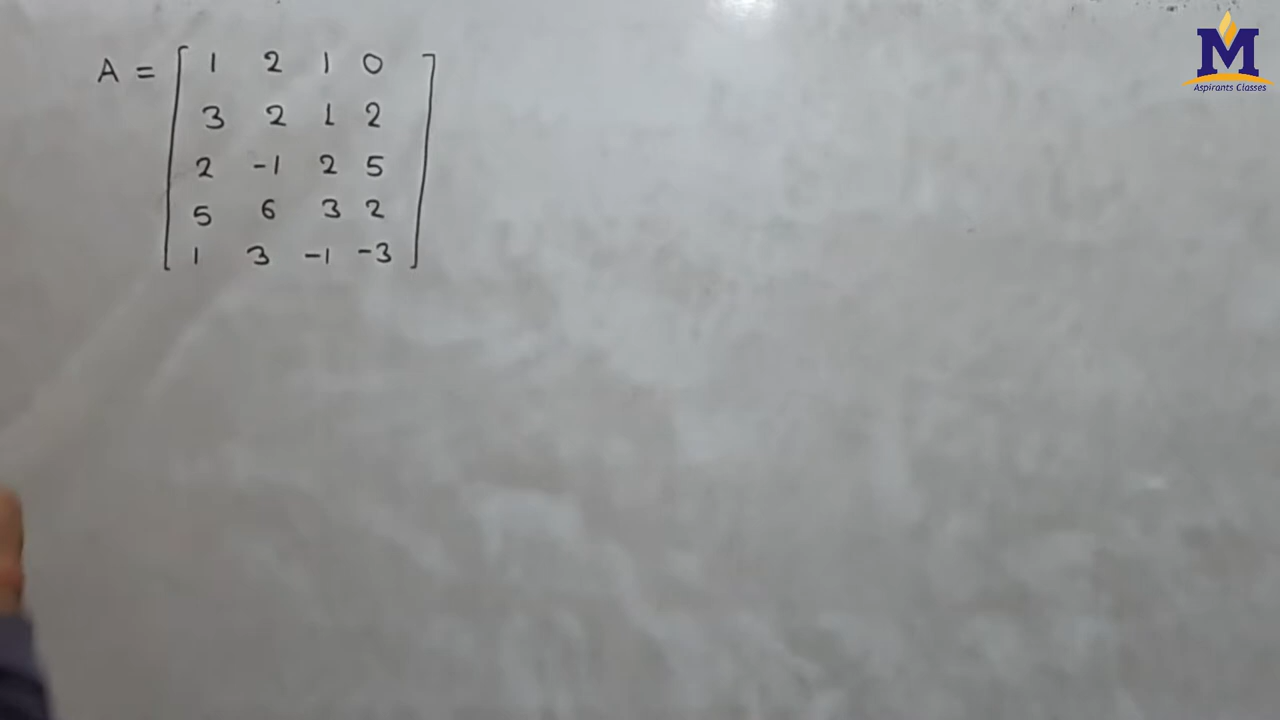 A = [ 1 2 1 0
3 2 1 2
2 -1 2 5
5 6 3 2
1 3 -1 -3 ]
M
Aspirants Classes